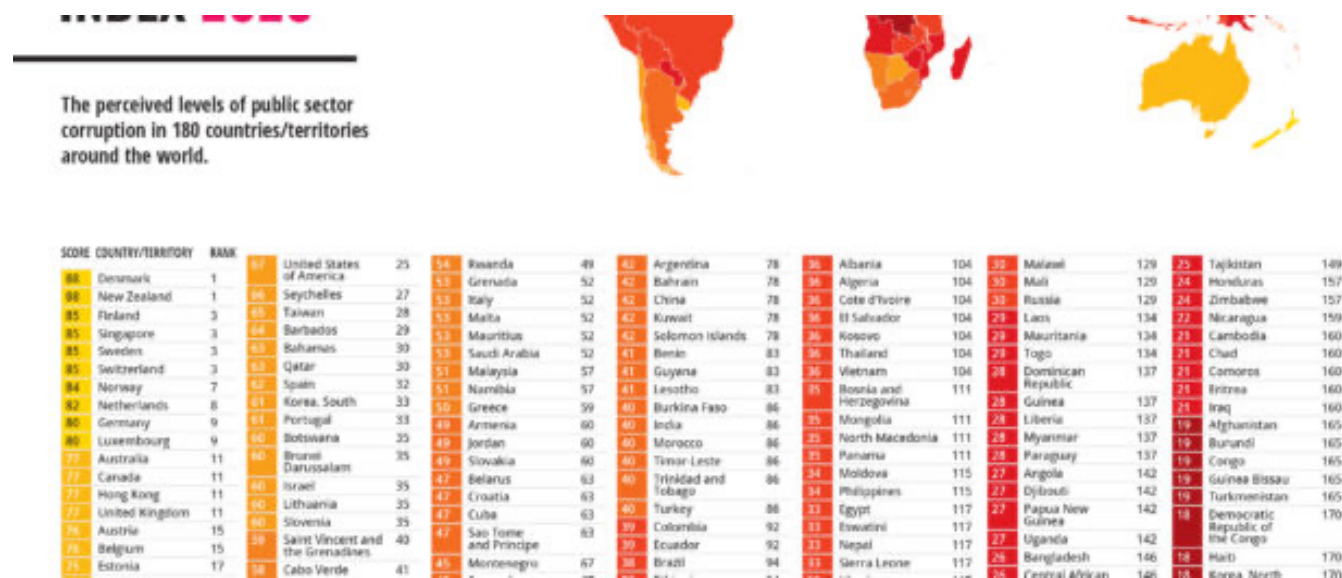 INDEX 2020
The perceived levels of public sector
corruption in 180 countries/territories
around the world.
SCORE COUNTRY/TERRITORY RANK
88 Denmark 1
88 New Zealand 1
85 Finland 3
85 Singapore 3
85 Sweden 3
85 Switzerland 3
84 Norway 7
82 Netherlands 8
80 Germany 9
80 Luxembourg 9
77 Australia 11
77 Canada 11
77 Hong Kong 11
77 United Kingdom 11
76 Austria 15
76 Belgium 15
75 Estonia 17
67 United States 25
of America
66 Seychelles 27
65 Taiwan 28
64 Barbados 29
63 Bahamas 30
63 Qatar 30
62 Spain 32
61 Korea, South 33
61 Portugal 33
60 Botswana 35
60 Brunei 35
Darussalam
60 Israel 35
60 Lithuania 35
60 Slovenia 35
59 Saint Vincent and 40
the Grenadines
58 Cabo Verde 41
54 Rwanda 49
53 Grenada 52
53 Italy 52
53 Malta 52
53 Mauritius 52
53 Saudi Arabia 52
51 Malaysia 57
51 Namibia 57
50 Greece 59
49 Armenia 60
49 Jordan 60
49 Slovakia 60
47 Belarus 63
47 Croatia 63
47 Cuba 63
47 Sao Tome 63
and Principe
45 Montenegro 67
42 Argentina 78
42 Bahrain 78
42 China 78
42 Kuwait 78
42 Solomon Islands 78
41 Benin 83
41 Guyana 83
41 Lesotho 83
40 Burkina Faso 86
40 India 86
40 Morocco 86
40 Timor-Leste 86
40 Trinidad and 86
Tobago
40 Turkey 86
39 Colombia 92
39 Ecuador 92
38 Brazil 94
36 Albania 104
36 Algeria 104
36 Cote d'Ivoire 104
36 El Salvador 104
36 Kosovo 104
36 Thailand 104
36 Vietnam 104
35 Bosnia and 111
Herzegovina
35 Mongolia 111
35 North Macedonia 111
35 Panama 111
34 Moldova 115
34 Philippines 115
33 Egypt 117
33 Eswatini 117
33 Nepal 117
33 Sierra Leone 117
30 Malawi 129
30 Mali 129
30 Russia 129
29 Laos 134
29 Mauritania 134
29 Togo 134
28 Dominican 137
Republic
28 Guinea 137
28 Liberia 137
28 Myanmar 137
28 Paraguay 137
27 Angola 142
27 Djibouti 142
27 Papua New 142
Guinea
27 Uganda 142
26 Bangladesh 146
26 Central African 146
25 Tajikistan 149
24 Honduras 157
24 Zimbabwe 157
22 Nicaragua 159
21 Cambodia 160
21 Chad 160
21 Comoros 160
21 Eritrea 160
21 Iraq 160
19 Afghanistan 165
19 Burundi 165
19 Congo 165
19 Guinea Bissau 165
19 Turkmenistan 165
18 Democratic 170
Republic of
the Congo
18 Haiti 170
18 Korea, North 170